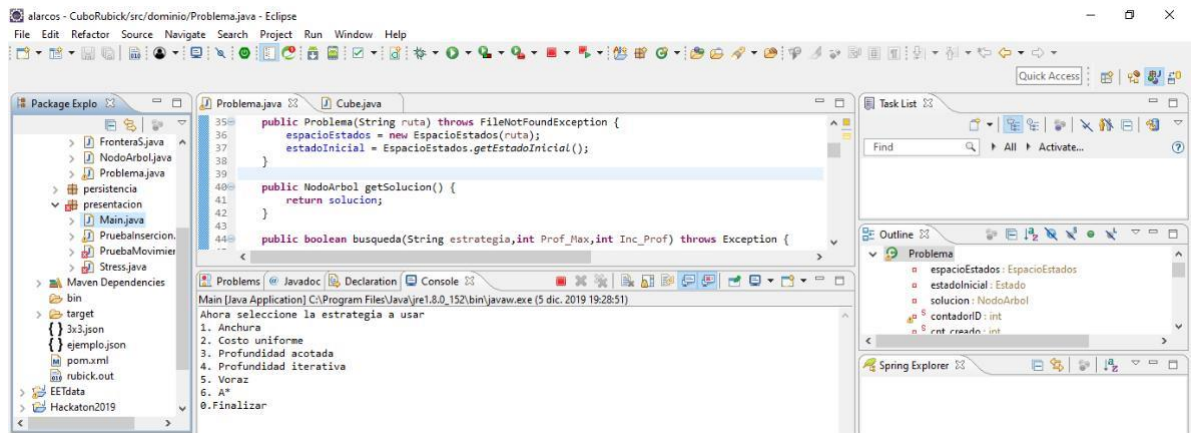 alarcos - CuboRubick/src/dominio/Problema.java - Eclipse
File Edit Refactor Source Navigate Search Project Run Window Help
Quick Access
Package Explo
FronteraS.java
NodoArbol.java
Problema.java
persistencia
presentacion
Main.java
PruebaInsercion.
PruebaMovimier
Stress.java
Maven Dependencies
bin
target
3x3.json
ejemplo.json
pom.xml
rubick.out
EETdata
Hackaton2019
Problema.java Cube.java
35 public Problema(String ruta) throws FileNotFoundException {
36 espacioEstados = new EspacioEstados(ruta);
37 estadoInicial = EspacioEstados.getEstadoInicial();
38 }
39
40 public NodoArbol getSolucion() {
41 return solucion;
42 }
43
44 public boolean busqueda(String estrategia,int Prof_Max,int Inc_Prof) throws Exception {
Problems Javadoc Declaration Console
Main [Java Application] C:\Program Files\Java\jre1.8.0_152\bin\javaw.exe (5 dic. 2019 19:28:51)
Ahora seleccione la estrategia a usar
1. Anchura
2. Costo uniforme
3. Profundidad acotada
4. Profundidad iterativa
5. Voraz
6. A*
0.Finalizar
Task List
Find All Activate...
Outline
Problema
espacioEstados : EspacioEstados
estadoInicial : Estado
solucion : NodoArbol
contadorID : int
cnt_creado : int
Spring Explorer